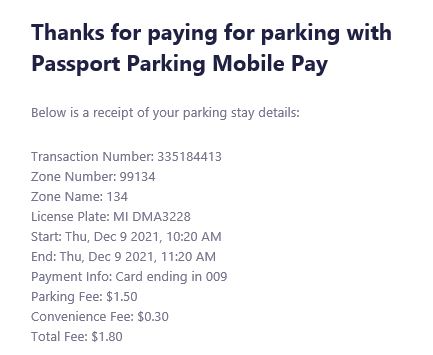 Thanks for paying for parking with
Passport Parking Mobile Pay
Below is a receipt of your parking stay details:
Transaction Number: 335184413
Zone Number: 99134
Zone Name: 134
License Plate: MI DMA3228
Start: Thu, Dec 9 2021, 10:20 AM
End: Thu, Dec 9 2021, 11:20 AM
Payment Info: Card ending in 009
Parking Fee: $1.50
Convenience Fee: $0.30
Total Fee: $1.80